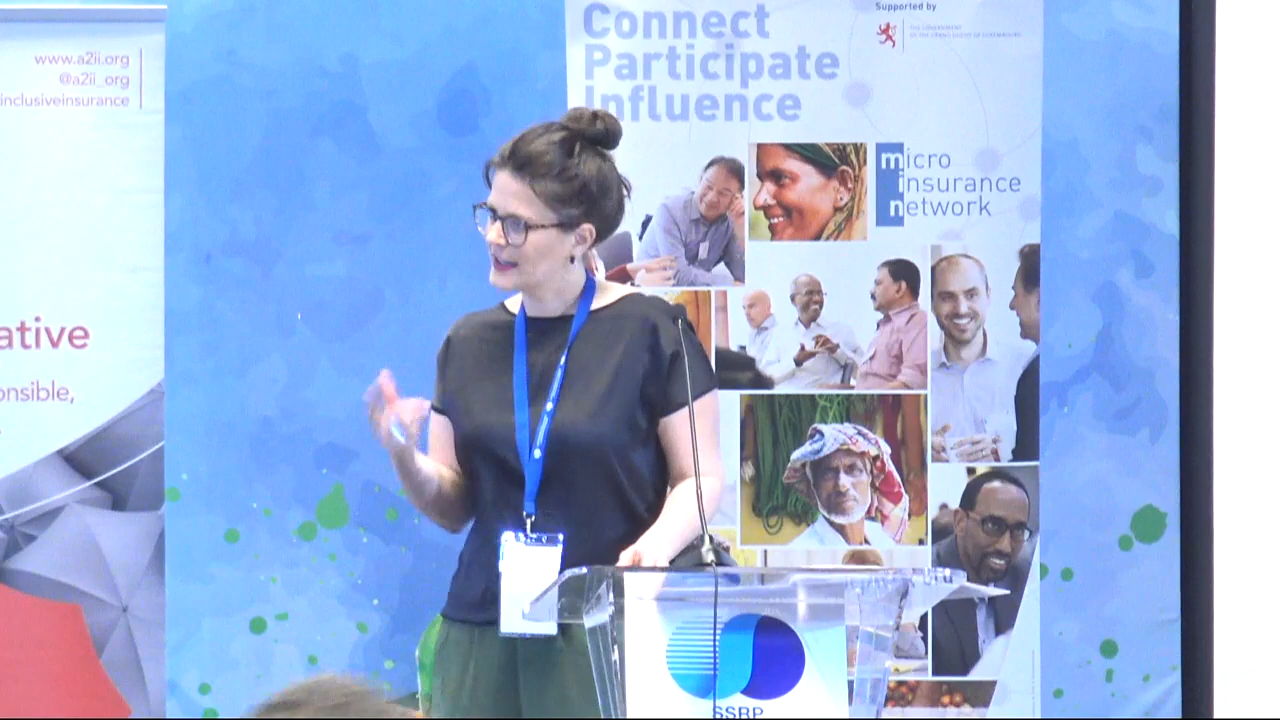 www.a2ii.org
@a2ii_org
inclusiveinsurance
ative
onsible,
Connect
Participate
Influence
Supported by
micro
insurance
network
SSRP